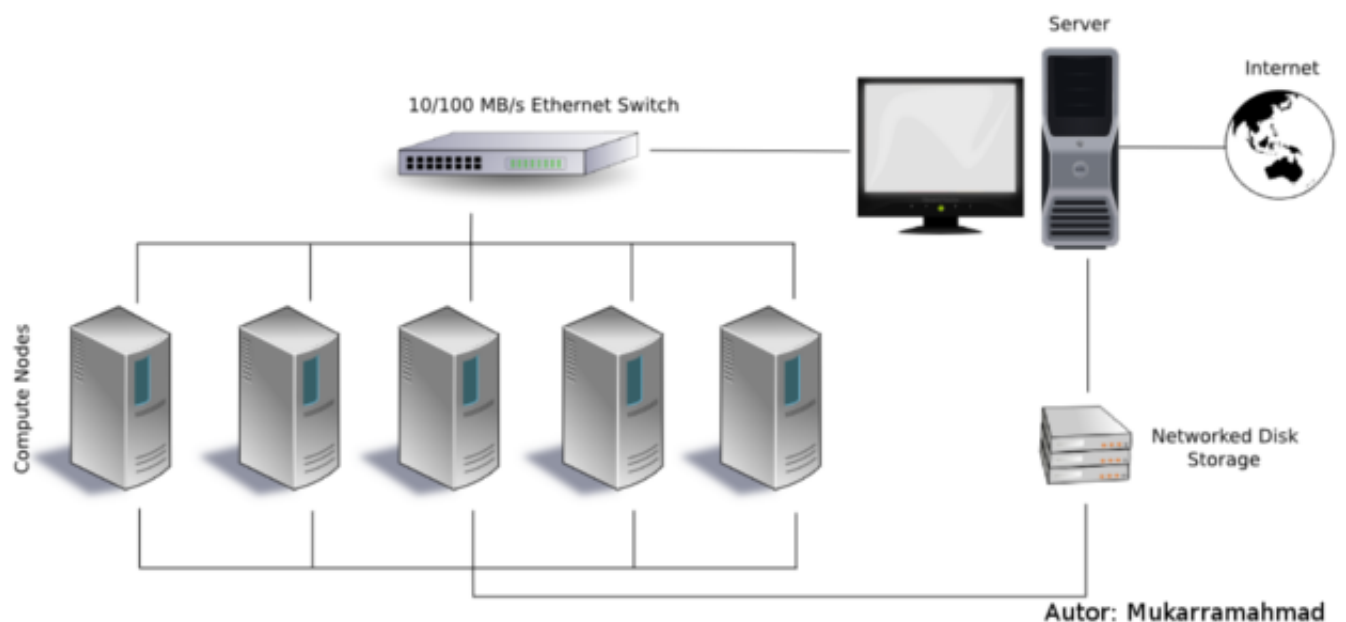 Server
Internet
10/100 MB/s Ethernet Switch
Compute Nodes
Networked Disk
Storage
Autor: Mukarramahmad